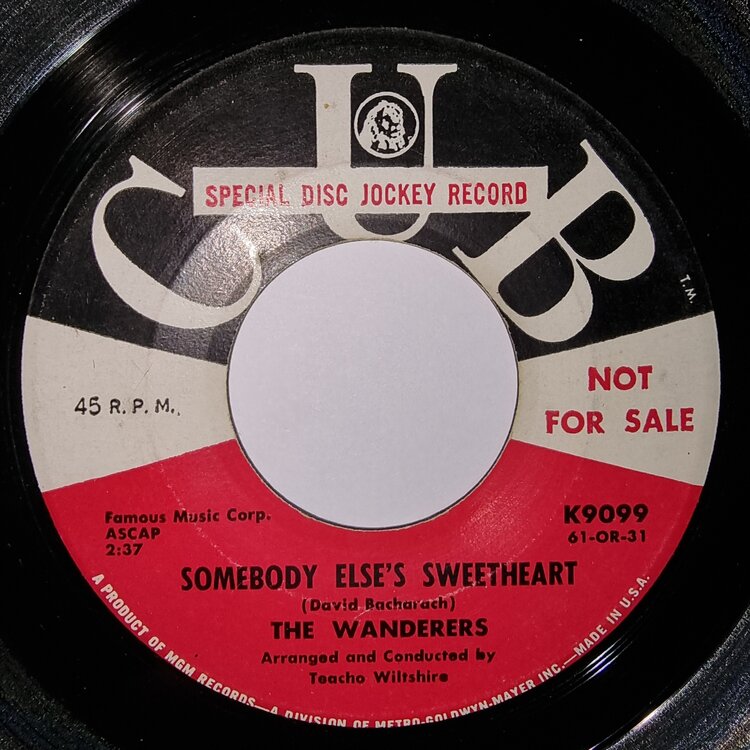 CUB
SPECIAL DISC JOCKEY RECORD
T.M.
45 R.P.M.
NOT
FOR SALE
Famous Music Corp.
ASCAP
2:37
K9099
61-OR-31
SOMEBODY ELSE'S SWEETHEART
(David Bacharach)
THE WANDERERS
Arranged and Conducted by
Teacho Wiltshire
A PRODUCT OF MGM RECORDS—A DIVISION OF METRO-GOLDWYN-MAYER INC.—MADE IN U.S.A.